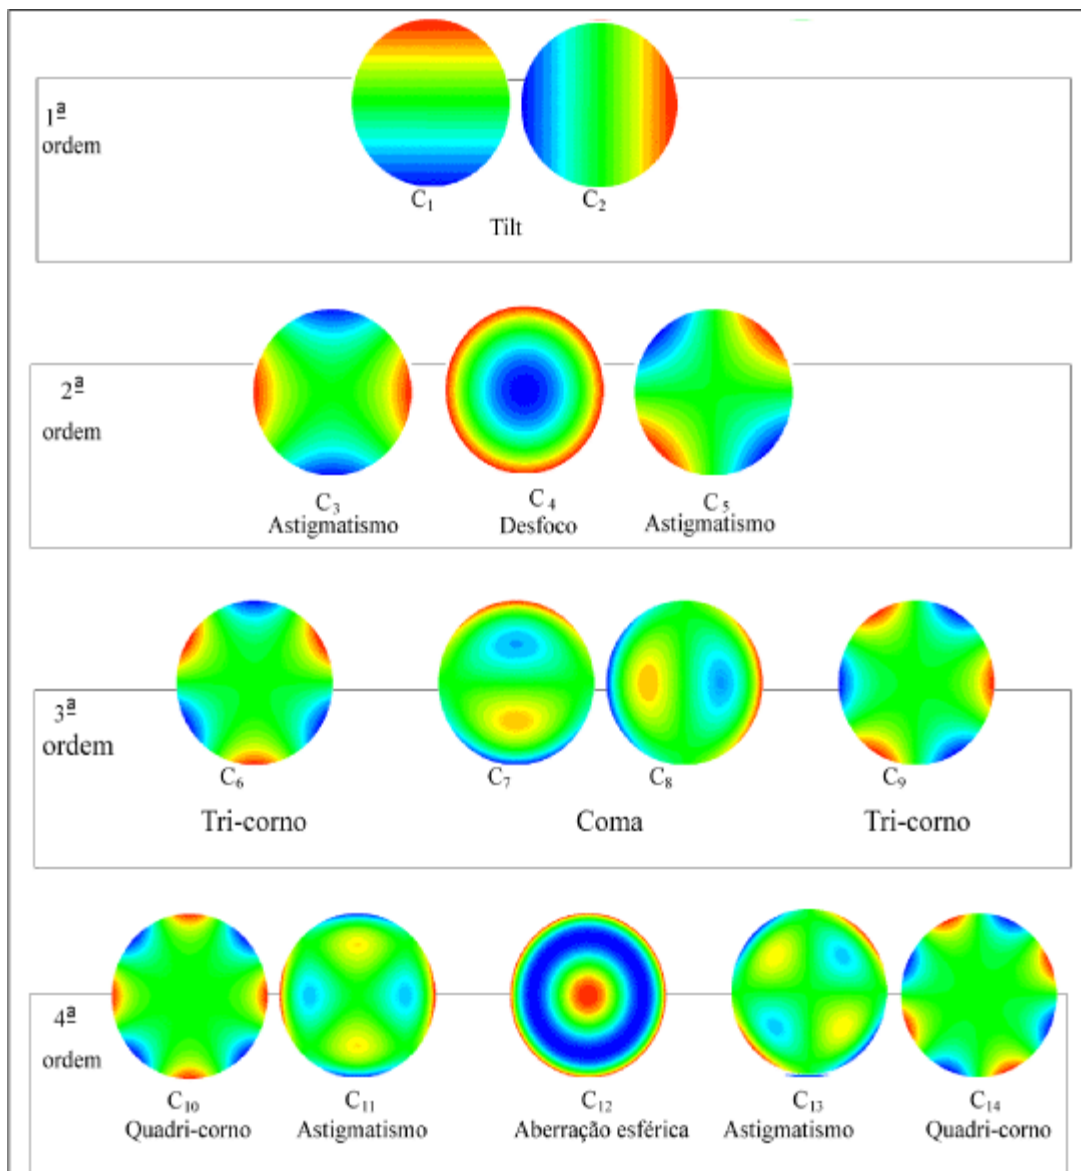 1ª
ordem
C₁
C₂
Tilt
2ª
ordem
C₃
Astigmatismo
C₄
Desfoco
C₅
Astigmatismo
3ª
ordem
C₆
C₇
C₈
C₉
Tri-corno
Coma
Tri-corno
4ª
ordem
C₁₀
Quadri-corno
C₁₁
Astigmatismo
C₁₂
Aberração esférica
C₁₃
Astigmatismo
C₁₄
Quadri-corno